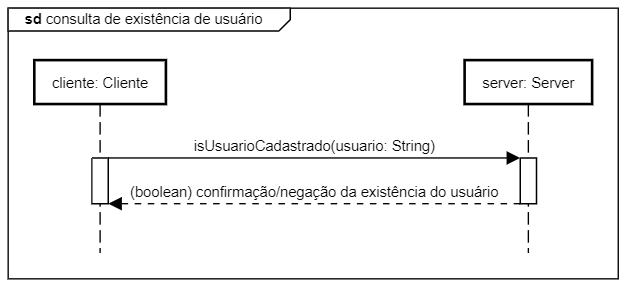 sd consulta de existência de usuário
cliente: Cliente
server: Server
isUsuarioCadastrado(usuario: String)
(boolean) confirmação/negação da existência do usuário